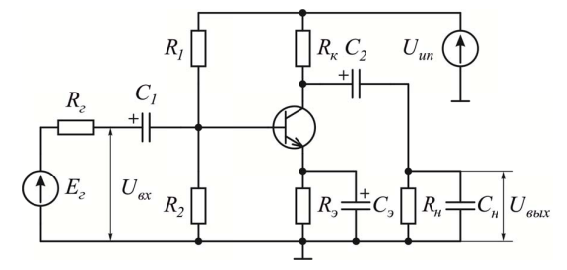 R₁
Rк
C₂
Uип
Rг
C₁
+
+
Eг
Uвх
R₂
Rэ
+
Cэ
Rн
Cн
Uвых